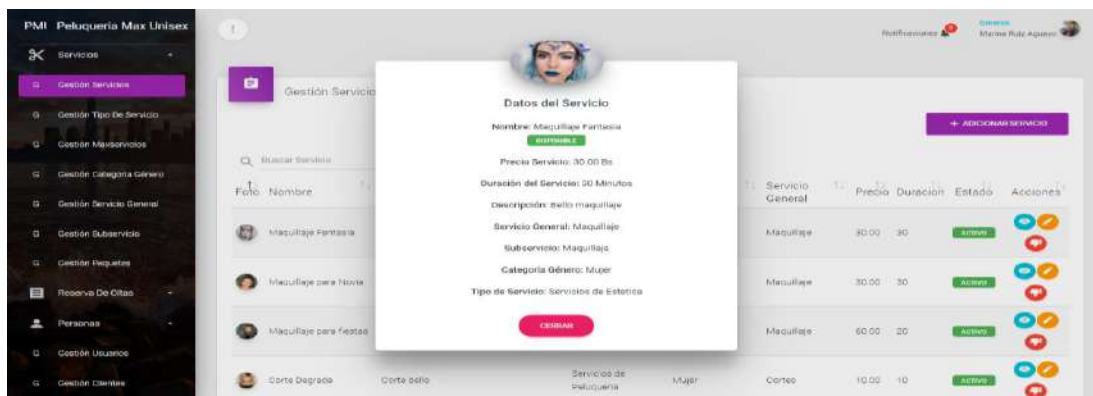 PMI Peluqueria Max Unisex
Servicios
G Gestión Servicios
G Gestión Tipo De Servicio
G Gestión Maxservicios
G Gestión Categoria Género
G Gestión Servicio General
G Gestión Subservicio
G Gestión Paquetes
Reserva De Citas
Personas
G Gestión Usuarios
G Gestión Clientes
Notificaciones
Gestión Servicio
+ ADICIONAR SERVICIO
Buscar Servicio
Foto Nombre Servicio General Precio Duración Estado Acciones
Maquillaje Fantasia Maquillaje 30.00 30 ACTIVO
Maquillaje para Novia Maquillaje 30.00 30 ACTIVO
Maquillaje para fiestas Maquillaje 60.00 20 ACTIVO
Corte Degrade Corte bello Servicios de Peluqueria Mujer Cortes 10.00 10 ACTIVO
Datos del Servicio
Nombre: Maquillaje Fantasia
DISPONIBLE
Precio Servicio: 30.00 Bs
Duración del Servicio: 30 Minutos
Descripción: Bello maquillaje
Servicio General: Maquillaje
Subservicio: Maquillaje
Categoria Género: Mujer
Tipo de Servicio: Servicios de Estetica
CERRAR